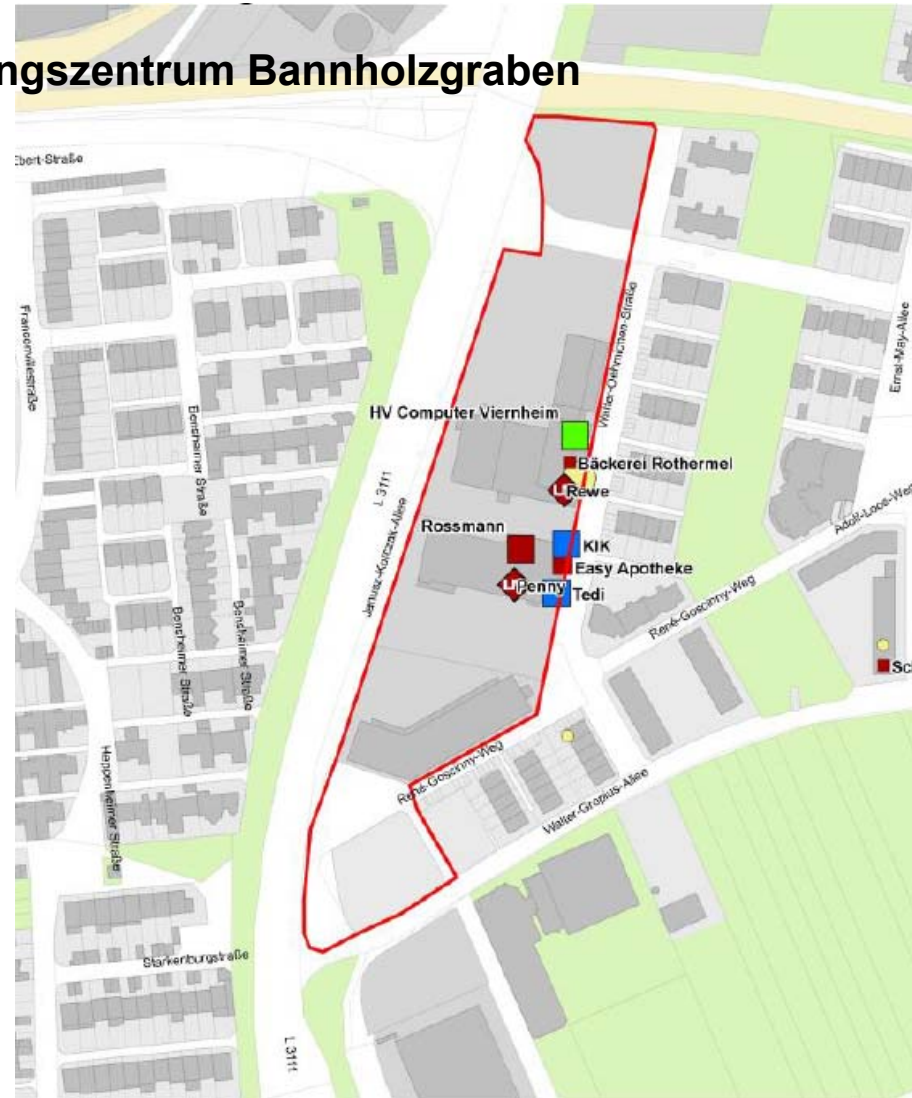 ngszentrum Bannholzgraben
Ebert-Straße
Franconvillestraße
Bensheimer Straße
Bensheimer Straße
Bensheimer Straße
Heppenheimer Straße
Starkenburgstraße
L 3111
Janusz-Korczak-Allee
L 3111
HV Computer Viernheim
Bäckerei Rothermel
Rewe
Rossmann
KIK
Easy Apotheke
Penny
Tedi
Ernst-May-Allee
Adolf-Loos-Weg
René-Goscinny-Weg
René-Goscinny-Weg
Walter-Gropius-Allee